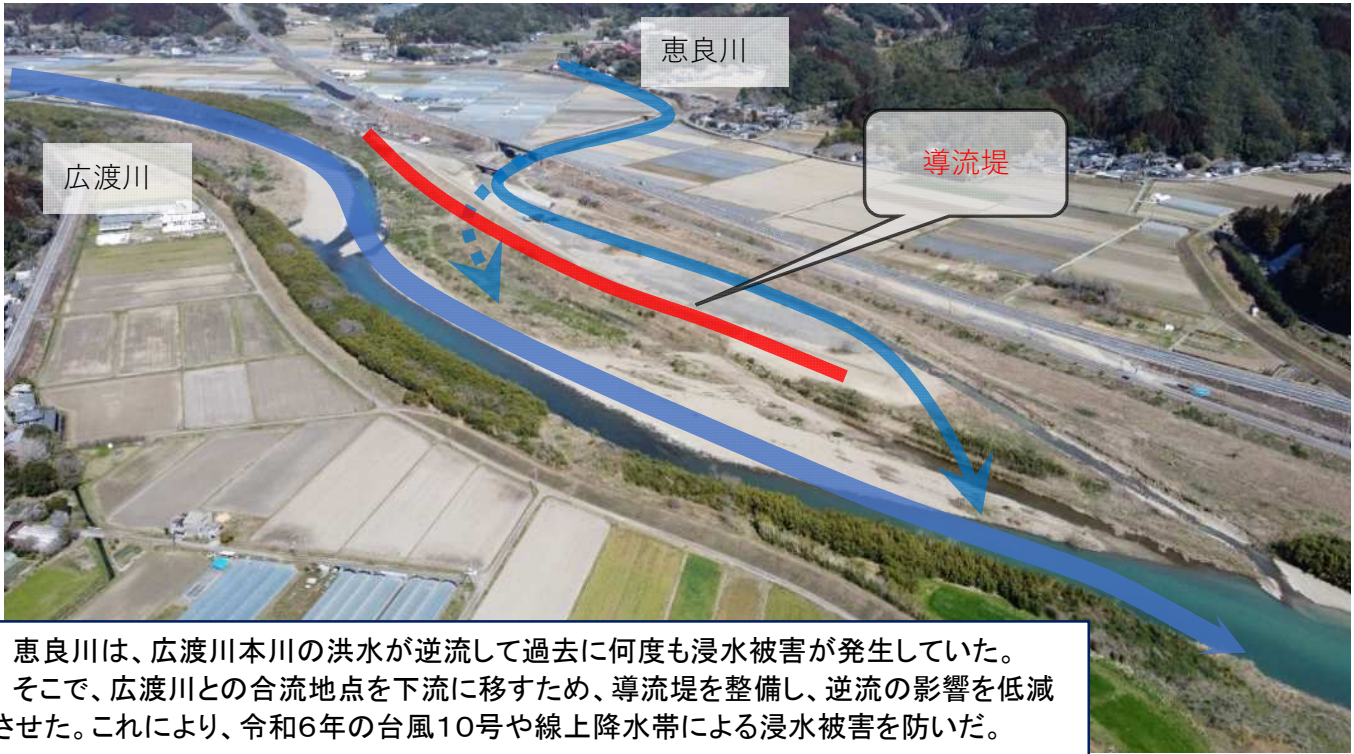 恵良川
導流堤
広渡川
恵良川は、広渡川本川の洪水が逆流して過去に何度も浸水被害が発生していた。
そこで、広渡川との合流地点を下流に移すため、導流堤を整備し、逆流の影響を低減
させた。これにより、令和6年の台風10号や線上降水帯による浸水被害を防いだ。